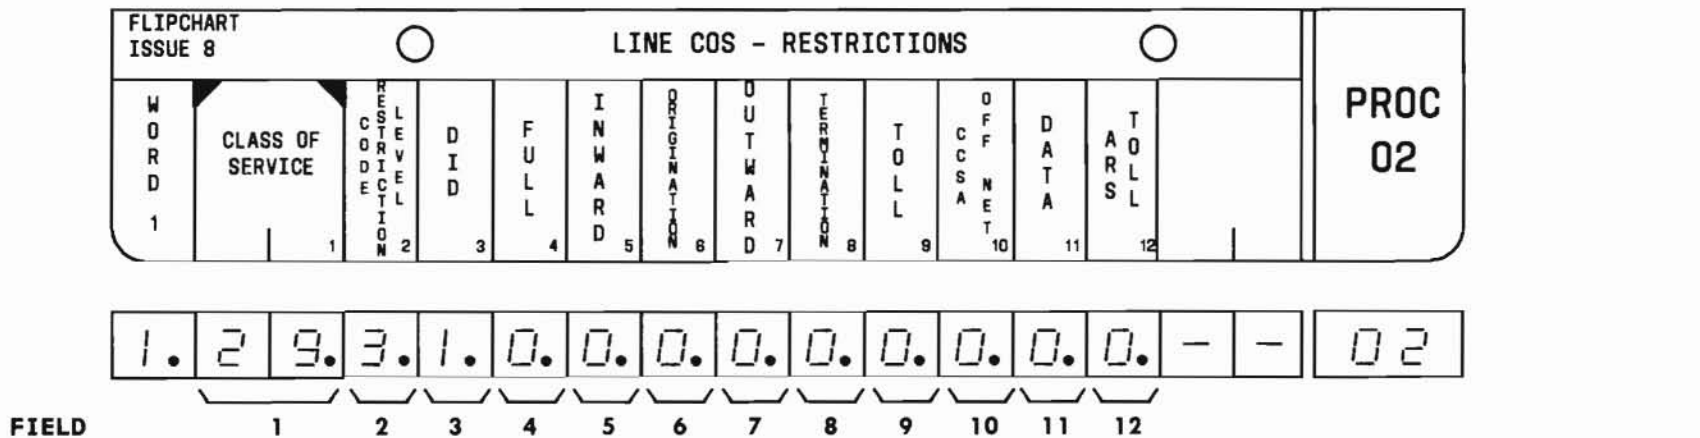 FLIPCHART
ISSUE 8
LINE COS - RESTRICTIONS
PROC
02
WORD 1
CLASS OF
SERVICE
1
RESTRICTION
LEVEL
CODE
2
DID
3
FULL
4
INWARD
5
ORIGINATION
6
OUTWARD
7
TERMINATION
8
TOLL
9
CCSA
OFF NET
10
DATA
11
ARS
TOLL
12
1. 2 9. 3. 1. 0. 0. 0. 0. 0. 0. 0. 0. 0. - - 02
FIELD 1 2 3 4 5 6 7 8 9 10 11 12